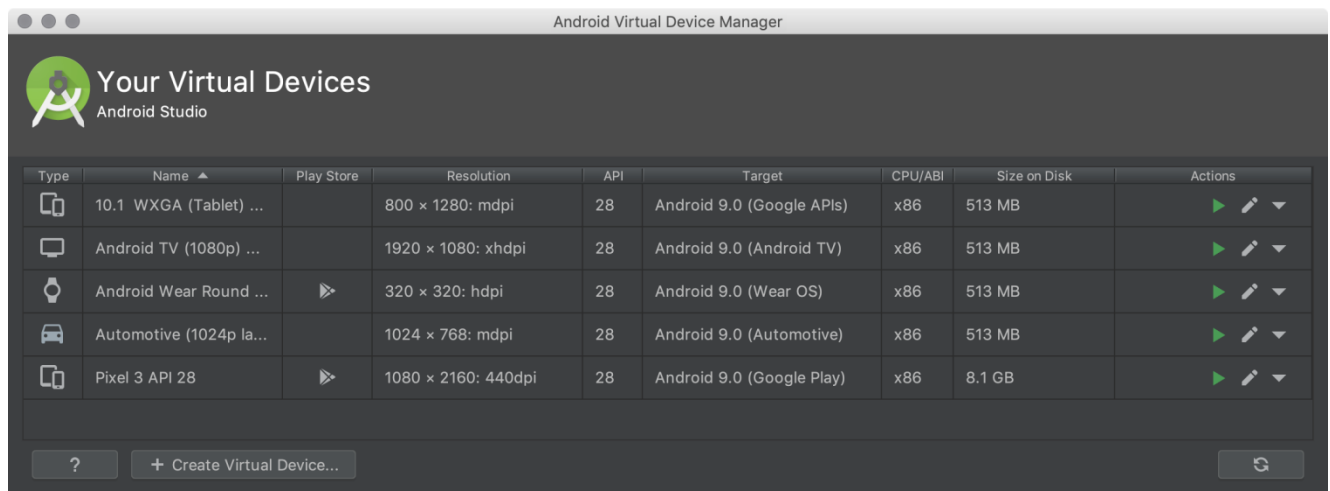 Android Virtual Device Manager
Your Virtual Devices
Android Studio
Type Name Play Store Resolution API Target CPU/ABI Size on Disk Actions
10.1 WXGA (Tablet) ... 800 × 1280: mdpi 28 Android 9.0 (Google APIs) x86 513 MB
Android TV (1080p) ... 1920 × 1080: xhdpi 28 Android 9.0 (Android TV) x86 513 MB
Android Wear Round ... 320 × 320: hdpi 28 Android 9.0 (Wear OS) x86 513 MB
Automotive (1024p la... 1024 × 768: mdpi 28 Android 9.0 (Automotive) x86 513 MB
Pixel 3 API 28 1080 × 2160: 440dpi 28 Android 9.0 (Google Play) x86 8.1 GB
? + Create Virtual Device...